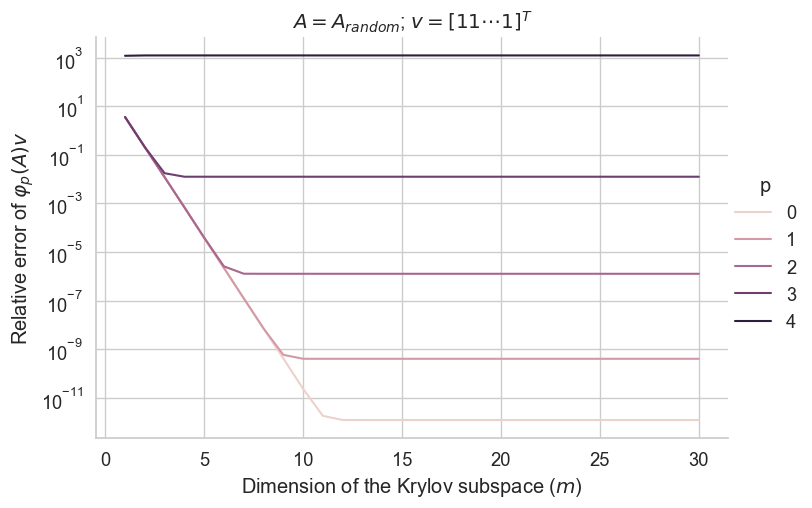 A = A_random; v = [11⋯1]^T
Relative error of φ_p(A)v
10^3
10^1
10^−1
10^−3
10^−5
10^−7
10^−9
10^−11
0 5 10 15 20 25 30
Dimension of the Krylov subspace (m)
p
0
1
2
3
4